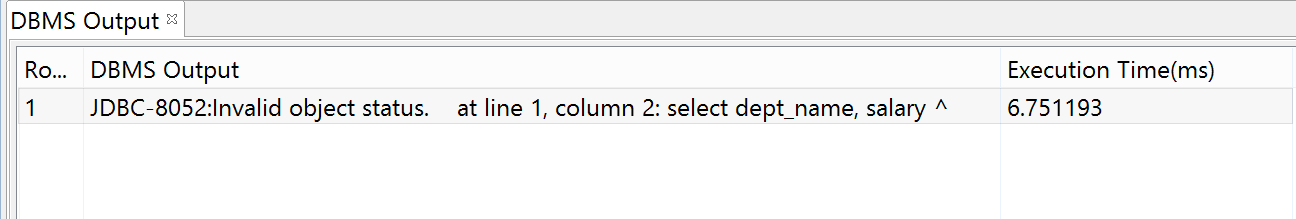 DBMS Output
Ro... DBMS Output Execution Time(ms)
1 JDBC-8052:Invalid object status. at line 1, column 2: select dept_name, salary ^ 6.751193